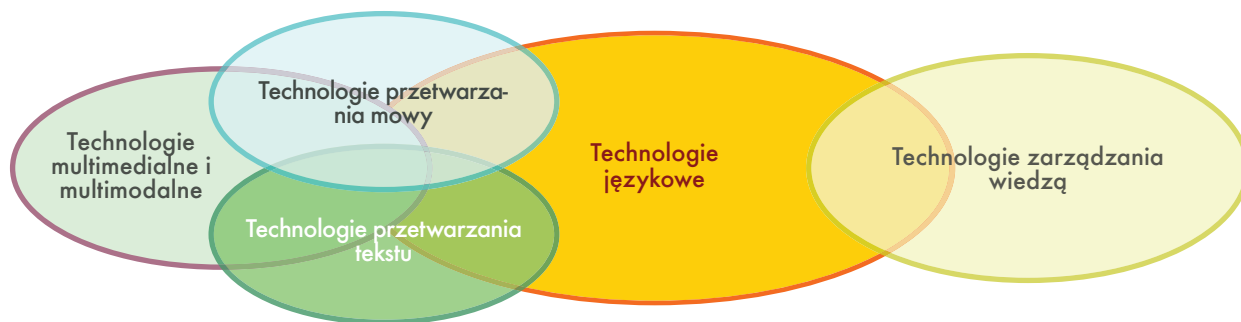 Technologie przetwarza-
nia mowy
Technologie
multimedialne i
multimodalne
Technologie
językowe
Technologie zarządzania
wiedzą
Technologie przetwarzania
tekstu